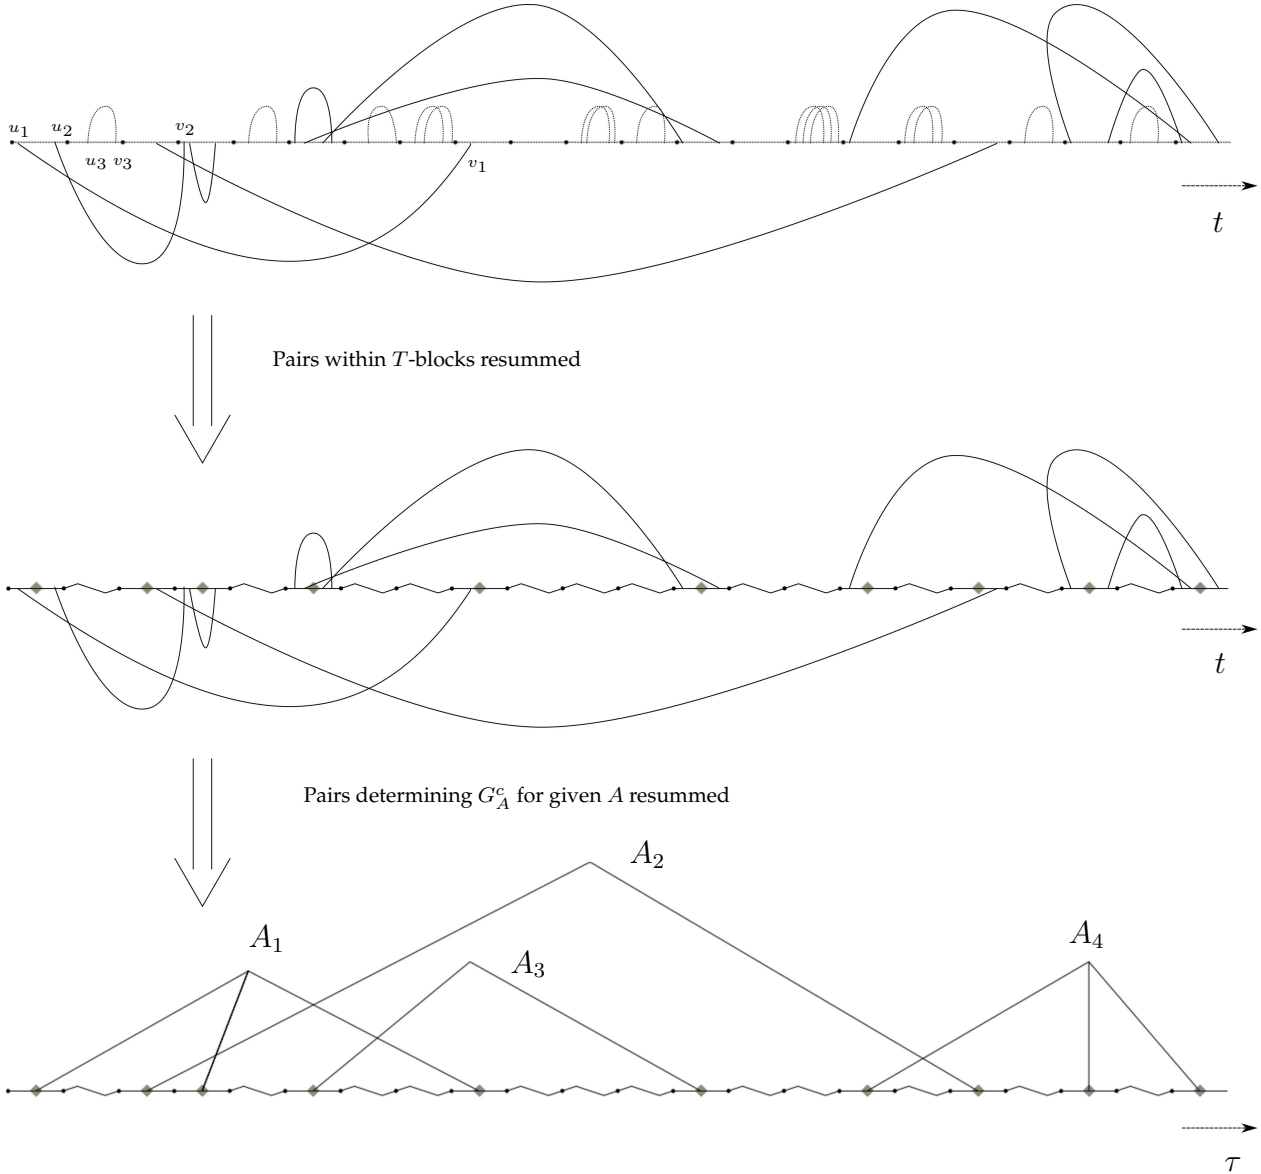 u₁ u₂ v₂
u₃ v₃ v₁
t
Pairs within T-blocks resummed
t
Pairs determining G_A^c for given A resummed
A₂
A₁
A₃
A₄
τ